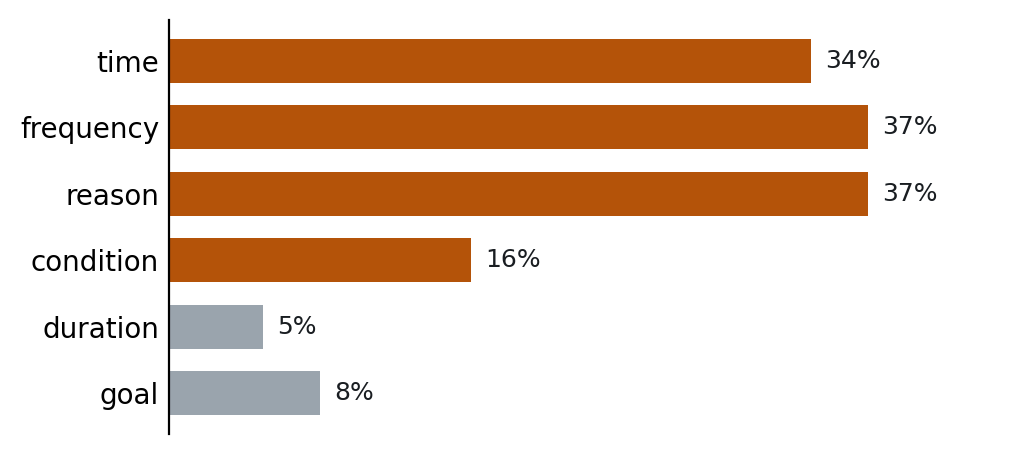 time 34%
frequency 37%
reason 37%
condition 16%
duration 5%
goal 8%